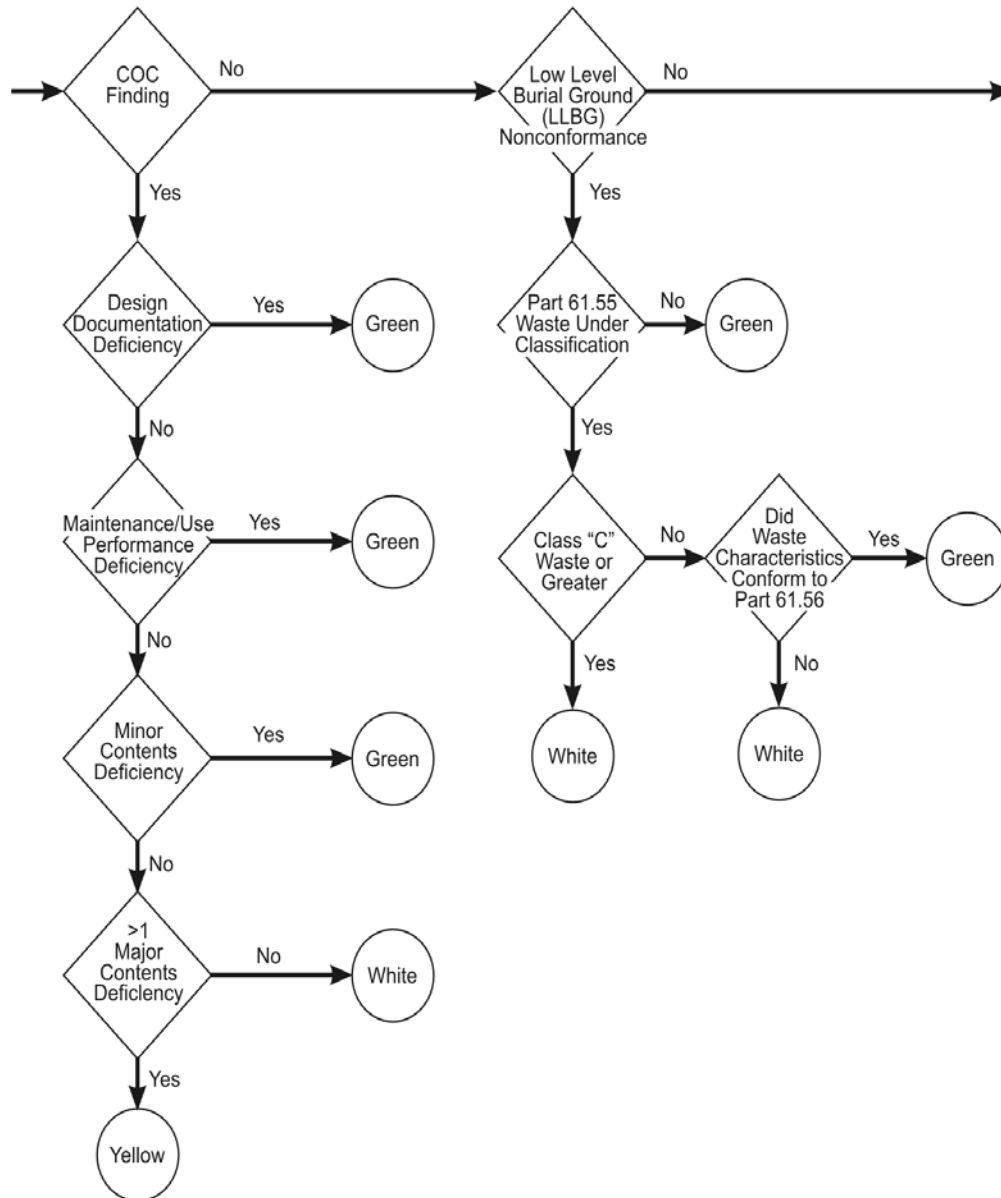 COC
Finding
No
Yes
Design
Documentation
Deficiency
Yes
Green
No
Maintenance/Use
Performance
Deficiency
Yes
Green
No
Minor
Contents
Deficiency
Yes
Green
No
>1
Major
Contents
Deficlency
No
White
Yes
Yellow
Low Level
Burial Ground
(LLBG)
Nonconformance
No
Yes
Part 61.55
Waste Under
Classification
No
Green
Yes
Class “C”
Waste or
Greater
No
Yes
White
Did
Waste
Characteristics
Conform to
Part 61.56
Yes
Green
No
White